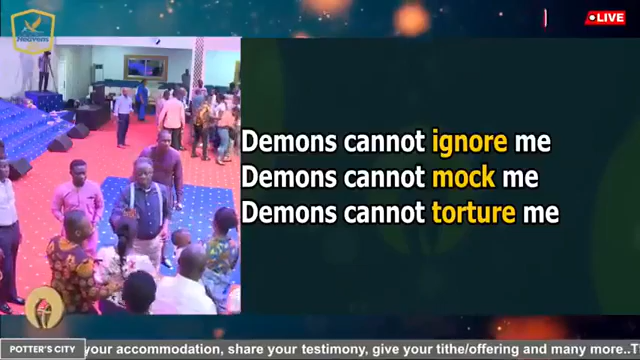 LIVE
Demons cannot ignore me
Demons cannot mock me
Demons cannot torture me
POTTER'S CITY
your accommodation, share your testimony, give your tithe/offering and many more..T